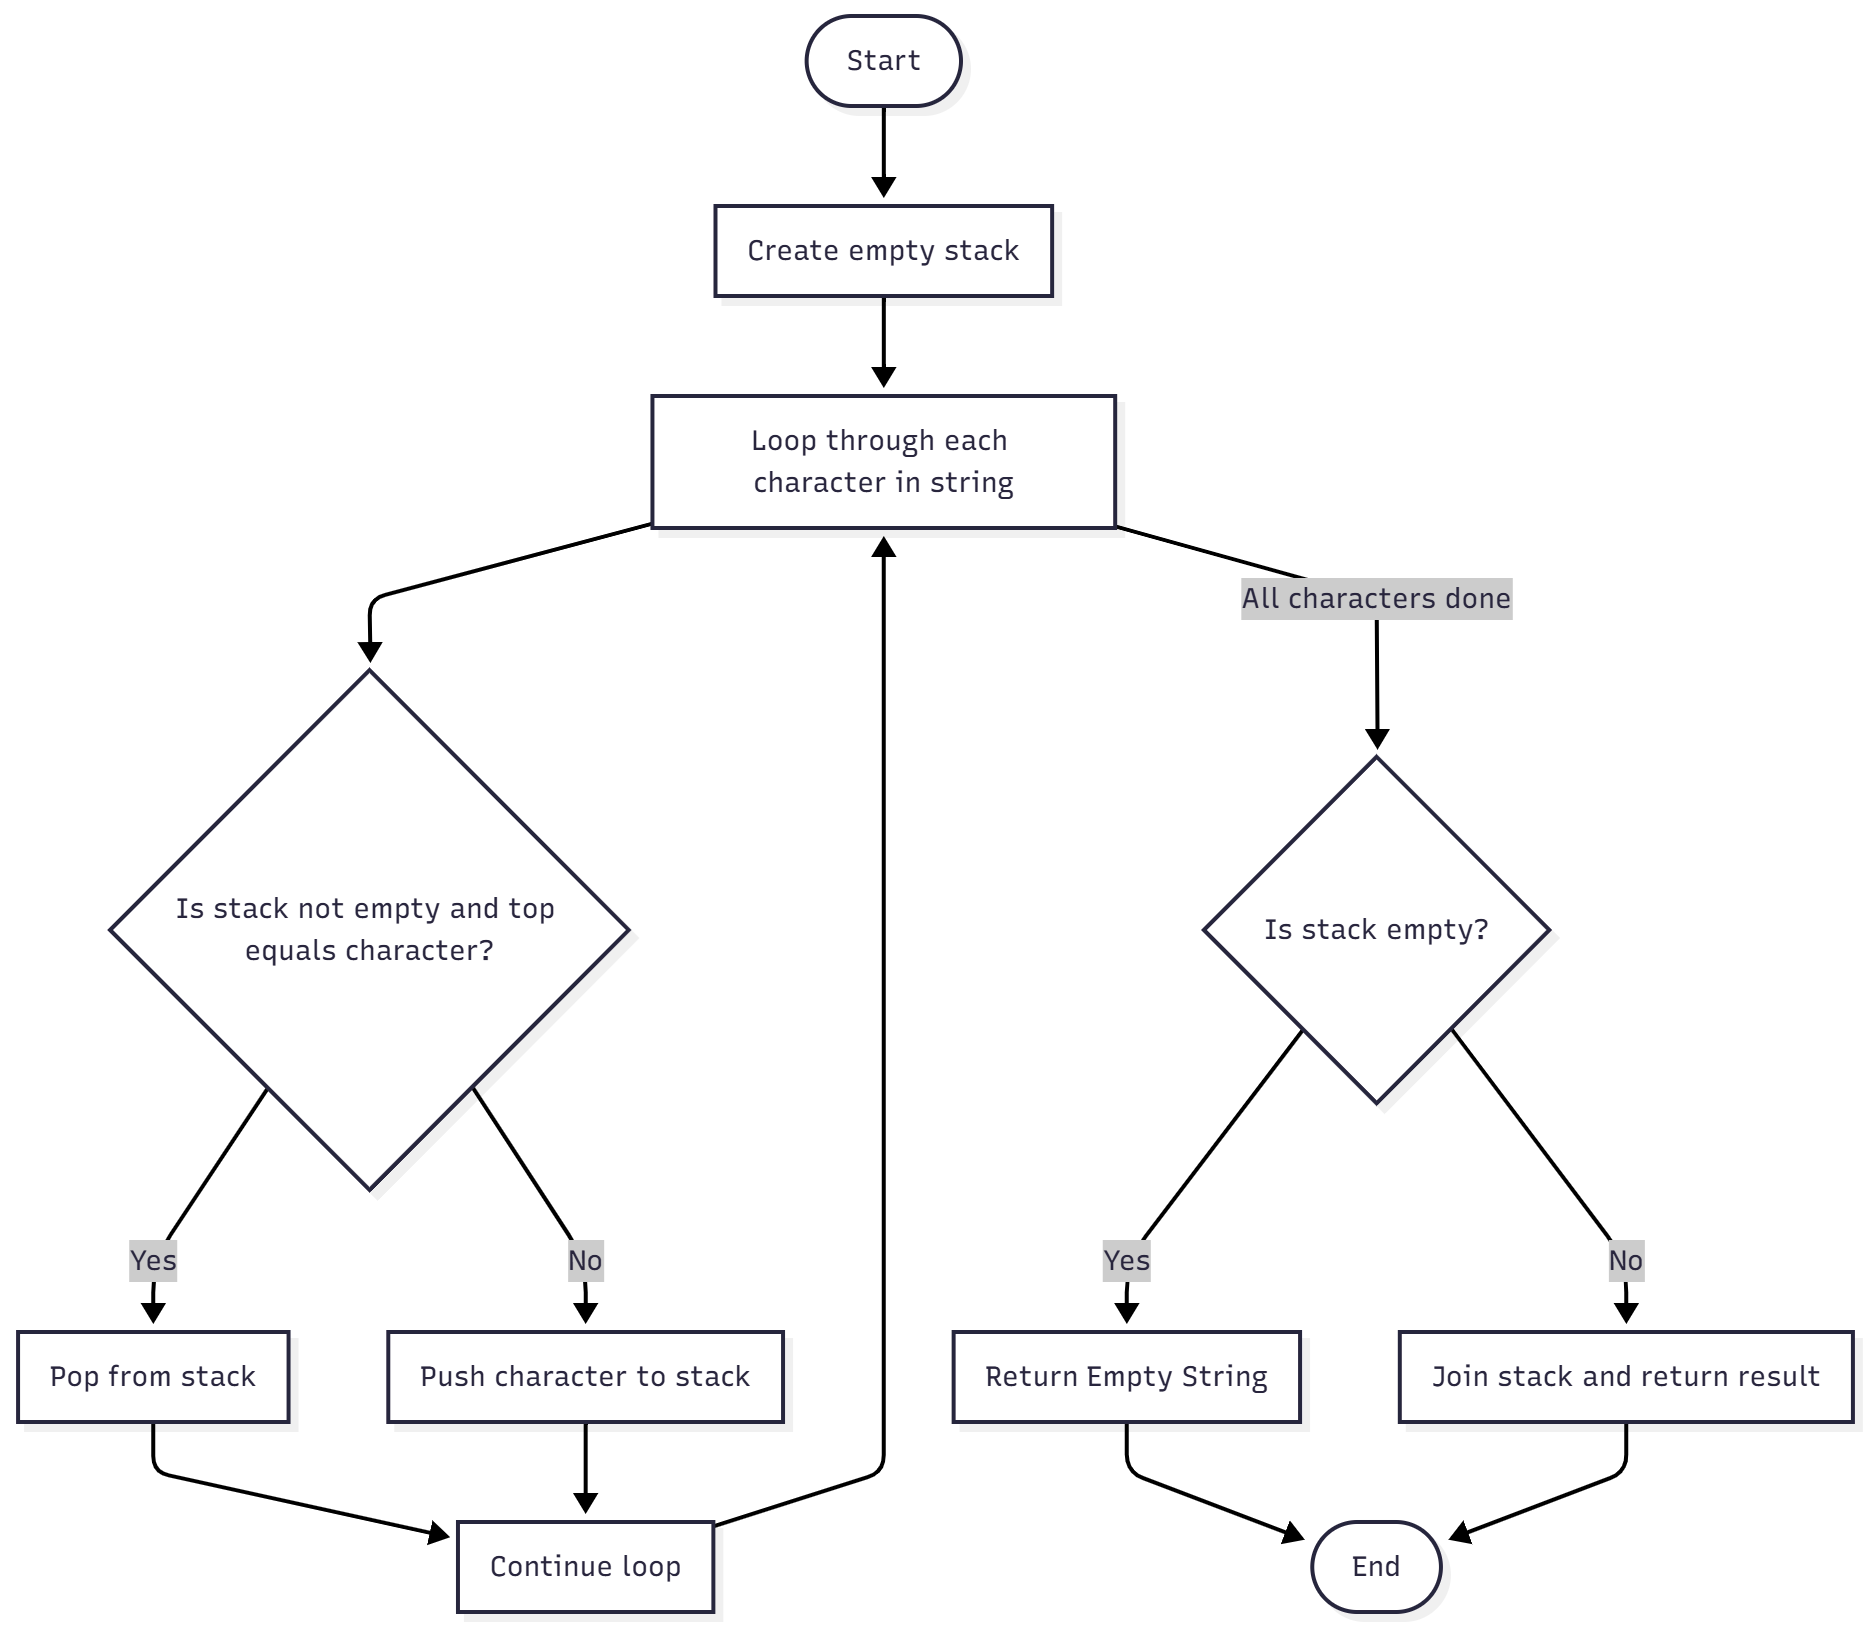 Start
Create empty stack
Loop through each
character in string
All characters done
Is stack not empty and top
equals character?
Is stack empty?
Yes
No
Yes
No
Pop from stack
Push character to stack
Return Empty String
Join stack and return result
Continue loop
End